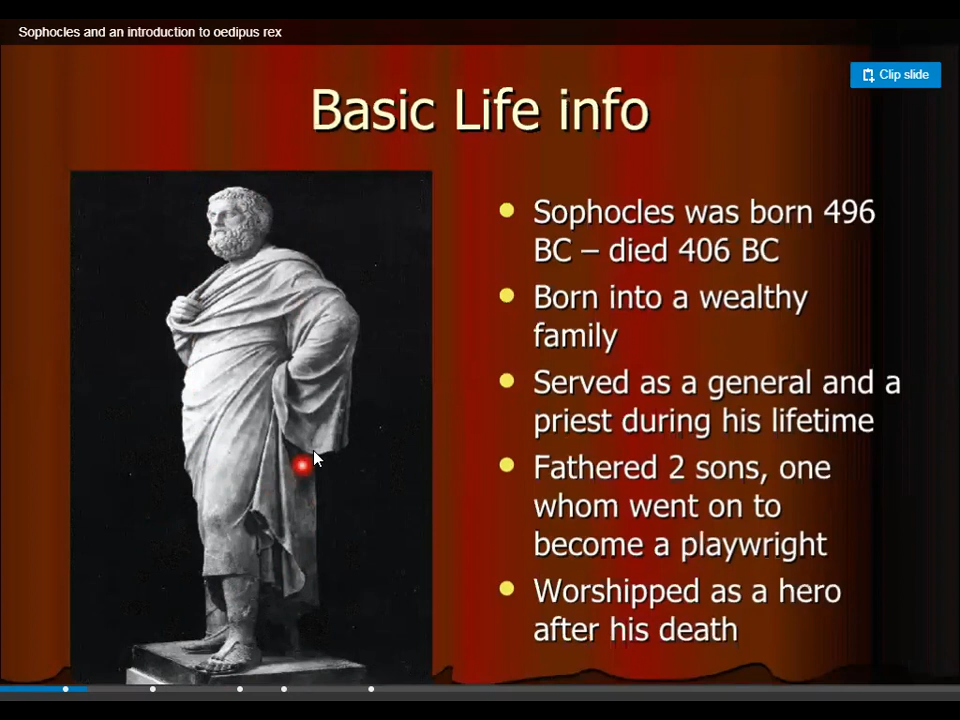 Sophocles and an introduction to oedipus rex
Clip slide
Basic Life info
Sophocles was born 496
BC – died 406 BC
Born into a wealthy
family
Served as a general and a
priest during his lifetime
Fathered 2 sons, one
whom went on to
become a playwright
Worshipped as a hero
after his death